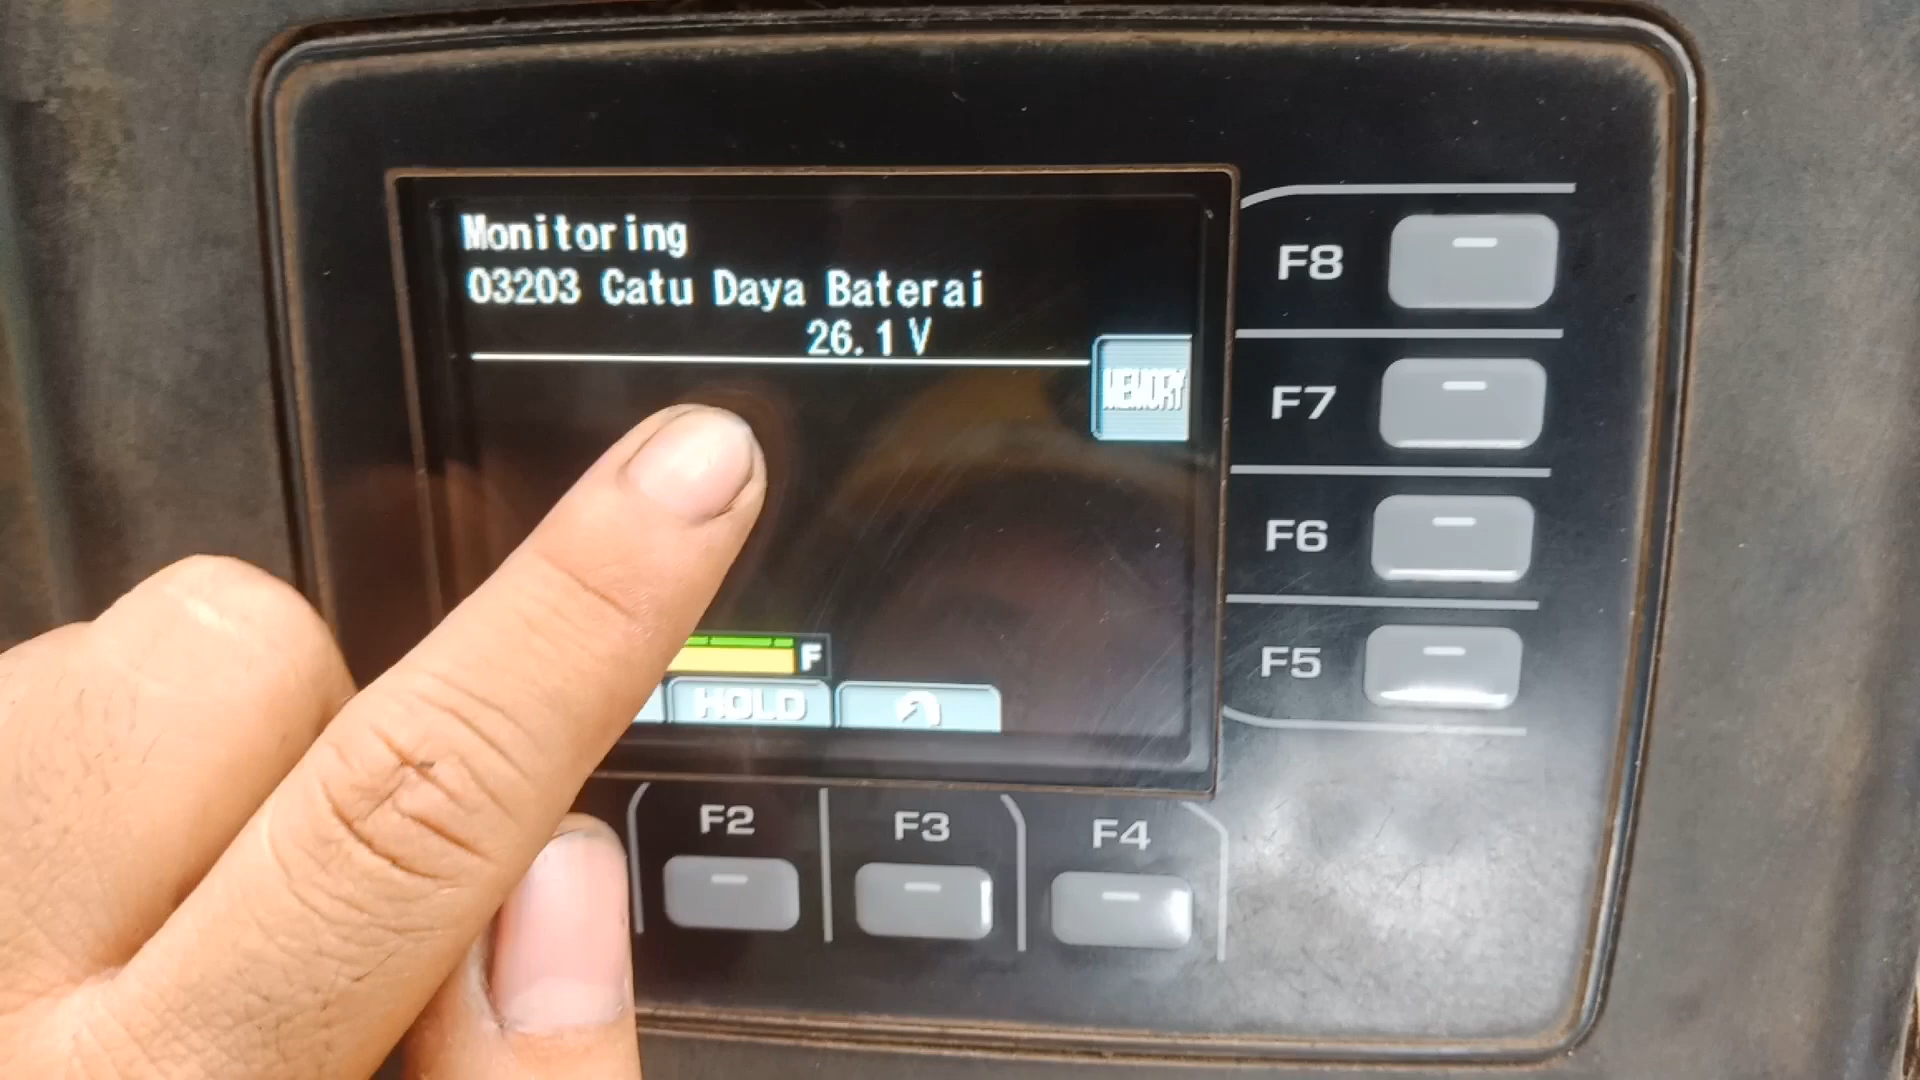 Monitoring
03203 Catu Daya Baterai
26.1 V
MEMORY
F
HOLD
F8
F7
F6
F5
F2
F3
F4